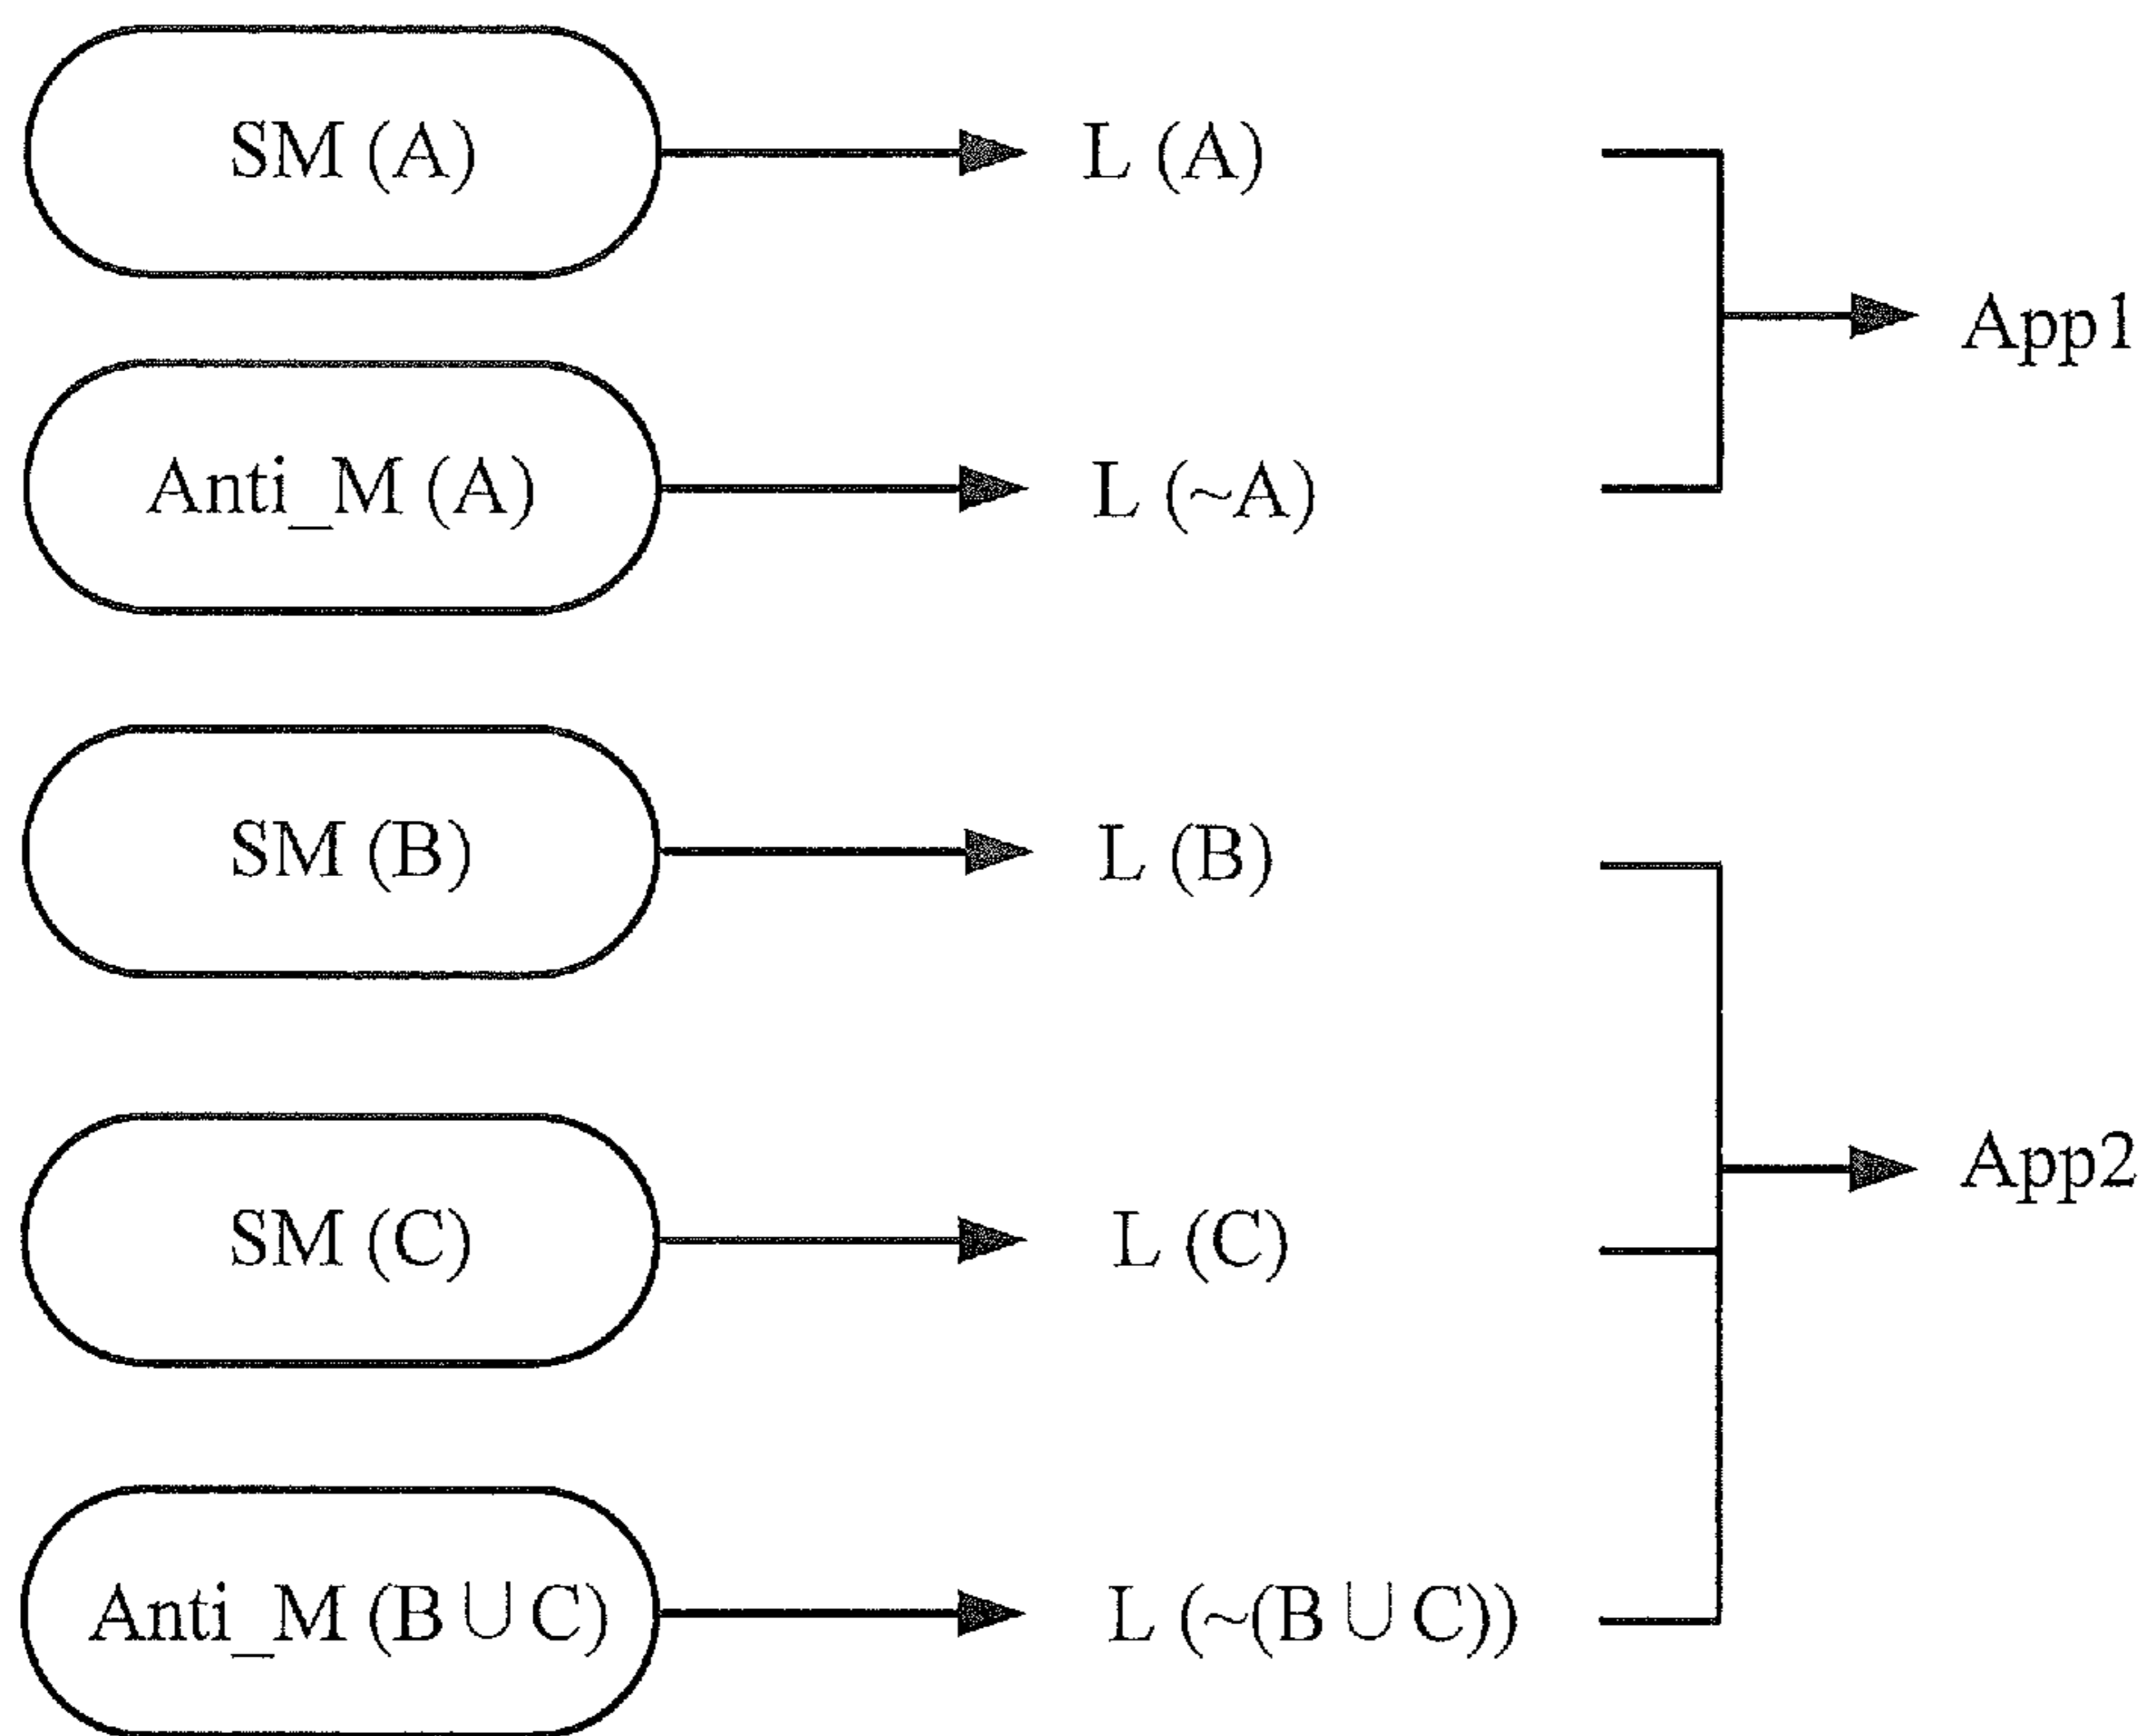 SM (A)
L (A)
App1
Anti_M (A)
L (~A)
SM (B)
L (B)
App2
SM (C)
L (C)
Anti_M (B∪C)
L (~(B∪C))